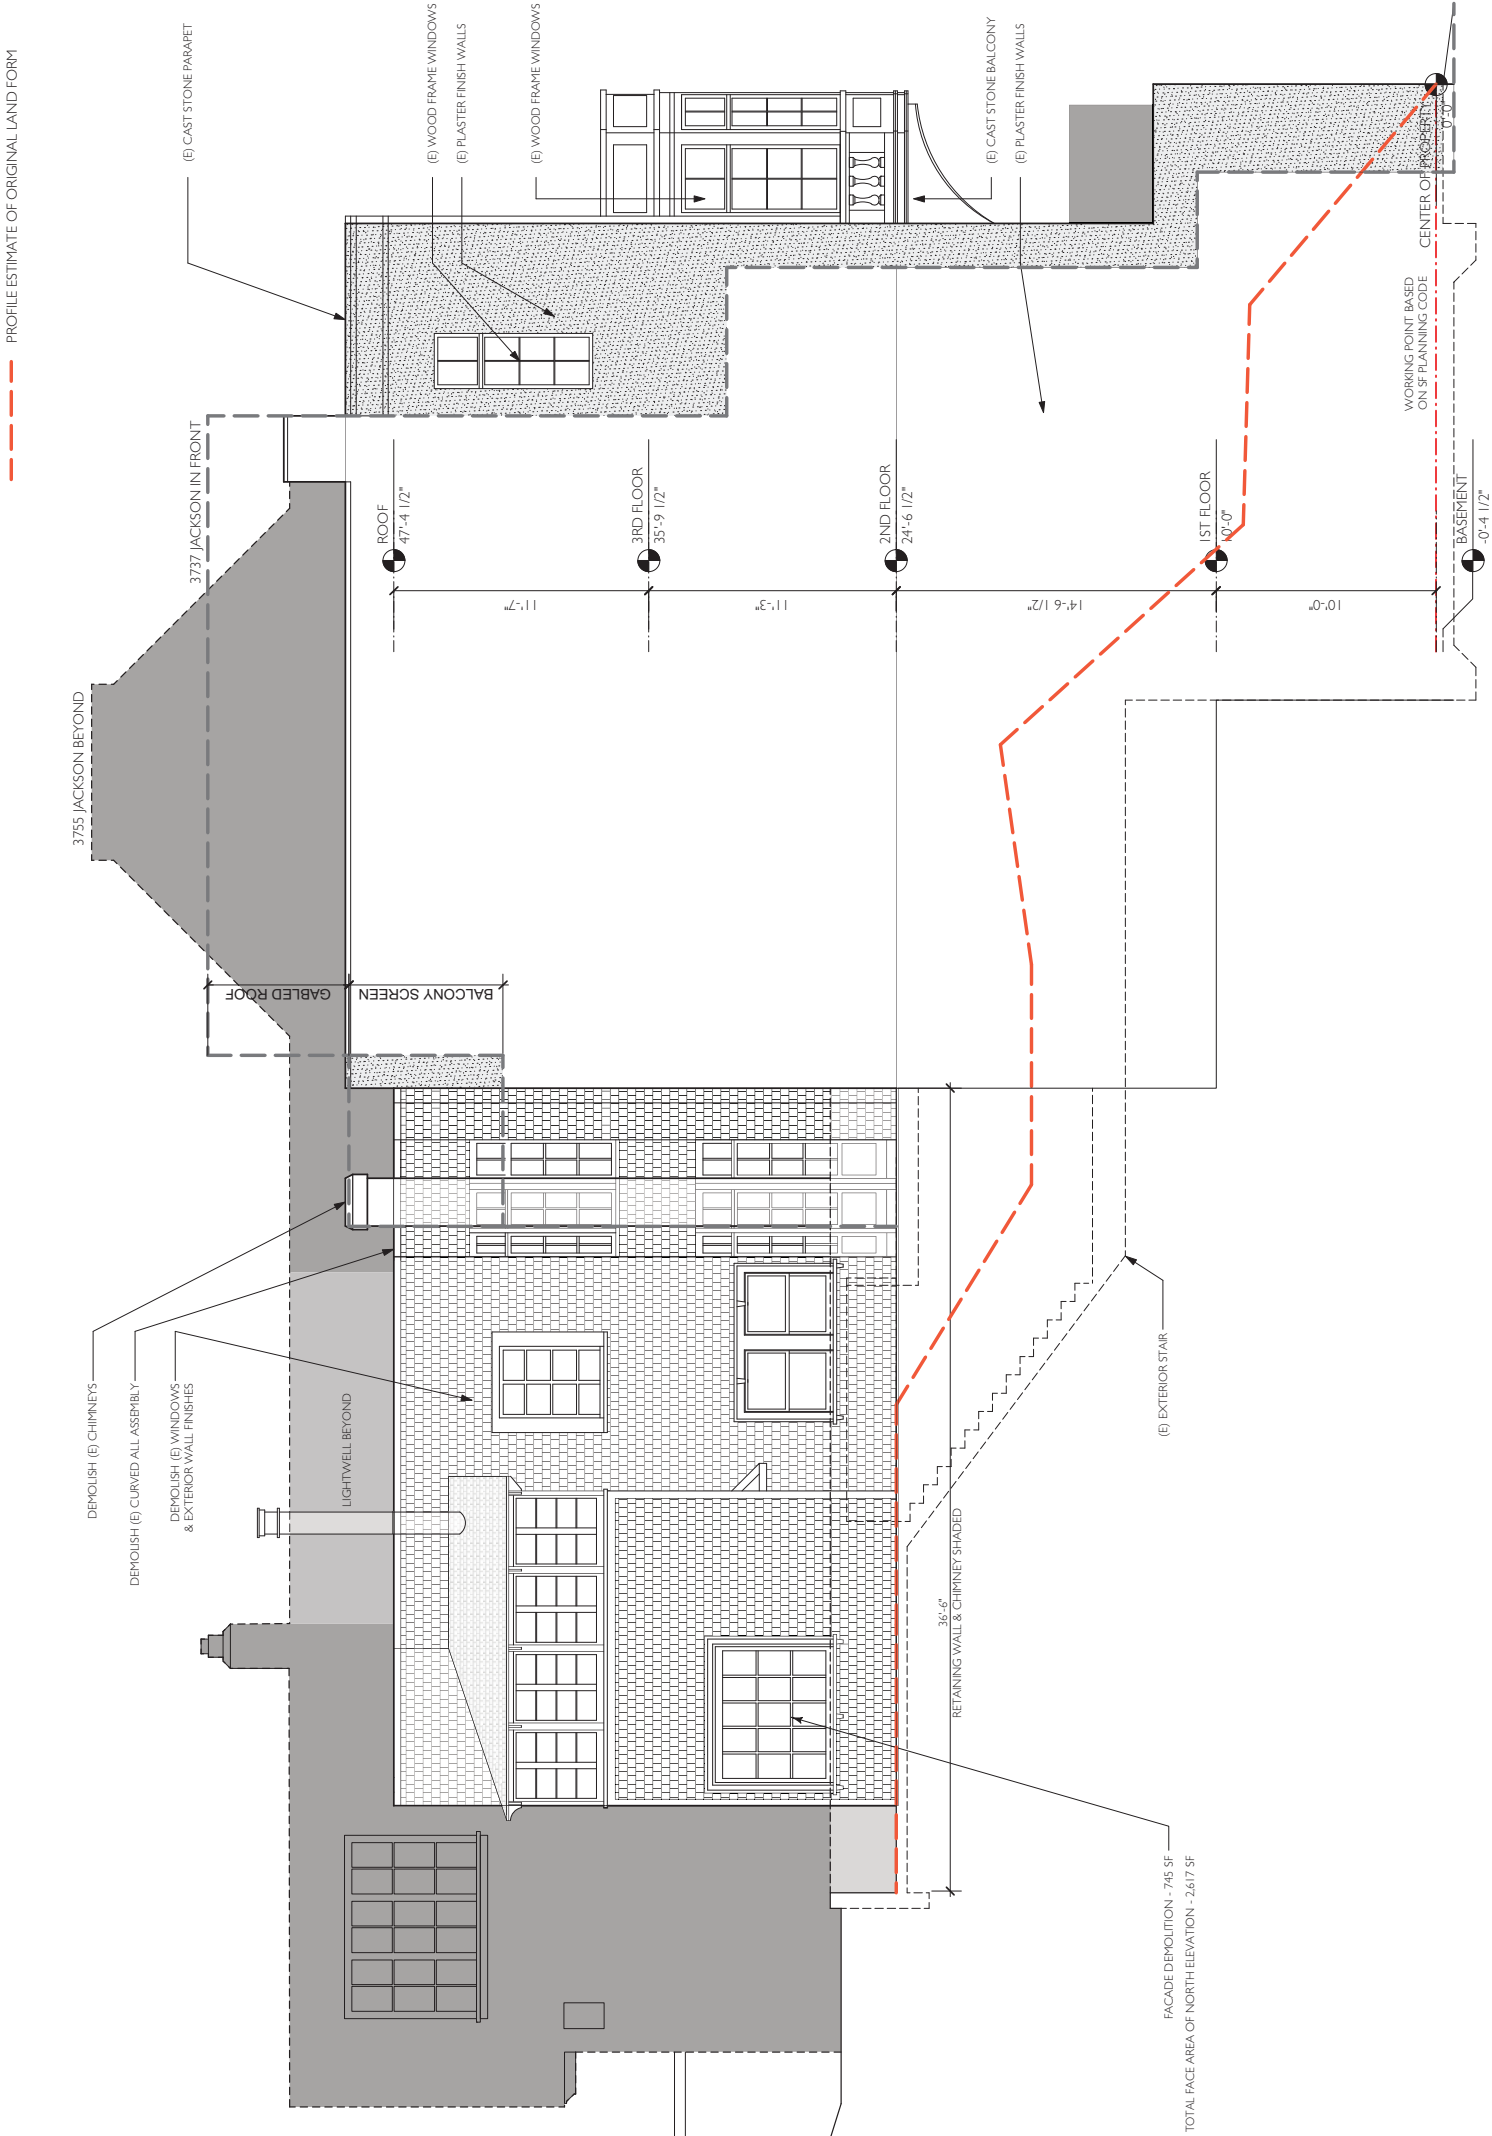 PROFILE ESTIMATE OF ORIGINAL LAND FORM
(E) CAST STONE PARAPET
(E) WOOD FRAME WINDOWS
(E) PLASTER FINISH WALLS
(E) WOOD FRAME WINDOWS
(E) CAST STONE BALCONY
(E) PLASTER FINISH WALLS
3755 JACKSON BEYOND
3737 JACKSON IN FRONT
ROOF
47'-4 1/2"
3RD FLOOR
35'-9 1/2"
2ND FLOOR
24'-6 1/2"
1ST FLOOR
10'-0"
BASEMENT
-0'-4 1/2"
11'-7"
11'-3"
14'-6 1/2"
10'-0"
CENTER OF PROPERTY
0'-0"
WORKING POINT BASED
ON SF PLANNING CODE
GABLED ROOF
BALCONY SCREEN
DEMOLISH (E) CHIMNEYS
DEMOLISH (E) CURVED ALL ASSEMBLY
DEMOLISH (E) WINDOWS
& EXTERIOR WALL FINISHES
LIGHTWELL BEYOND
36'-6"
RETAINING WALL & CHIMNEY SHADED
(E) EXTERIOR STAIR
FACADE DEMOLITION - 745 SF
TOTAL FACE AREA OF NORTH ELEVATION - 2,617 SF